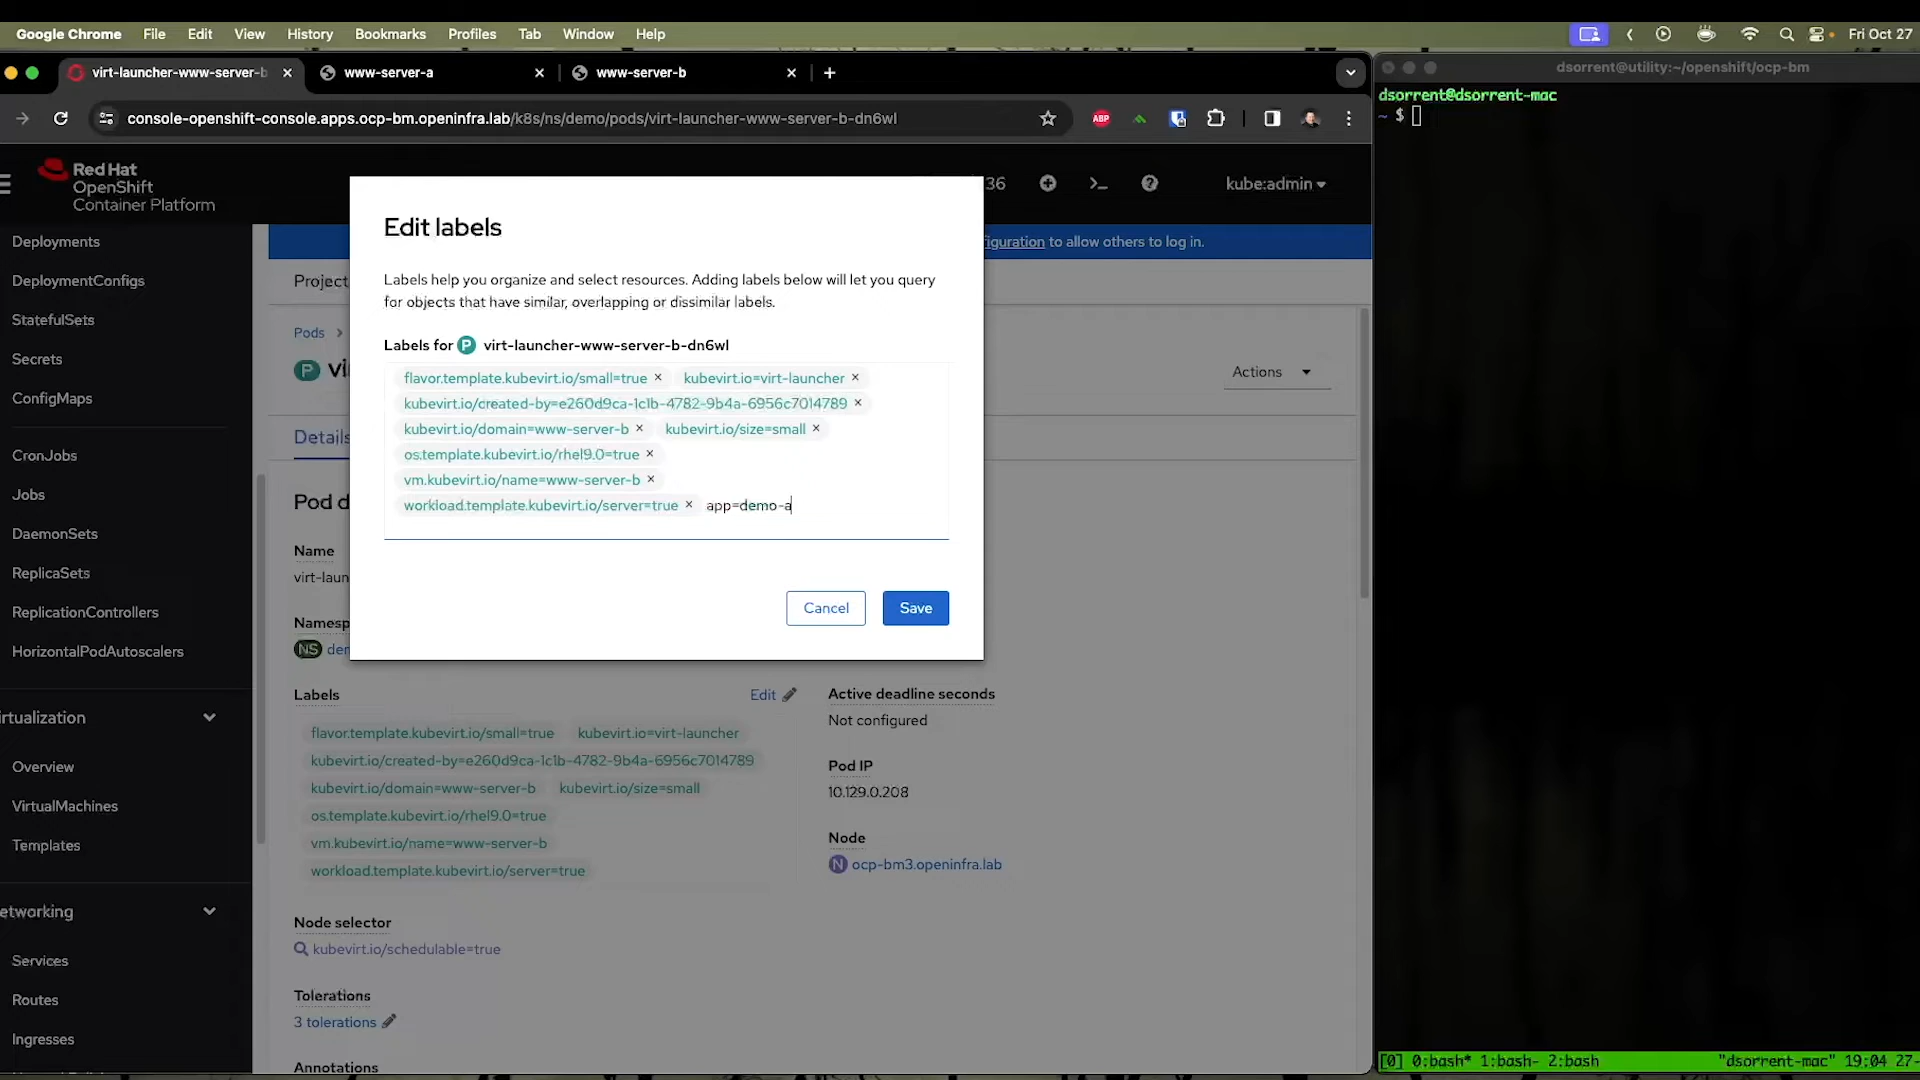 Google Chrome File Edit View History Bookmarks Profiles Tab Window Help Fri Oct 27
virt-launcher-www-server-b × www-server-a × www-server-b × +
dsorrent@utility:~/openshift/ocp-bm
console-openshift-console.apps.ocp-bm.openinfra.lab/k8s/ns/demo/pods/virt-launcher-www-server-b-dn6wl
ABP
dsorrent@dsorrent-mac
~ $
Red Hat
OpenShift
Container Platform
36
kube:admin
Deployments
DeploymentConfigs
StatefulSets
Secrets
ConfigMaps
CronJobs
Jobs
DaemonSets
ReplicaSets
ReplicationControllers
HorizontalPodAutoscalers
irtualization
Overview
VirtualMachines
Templates
etworking
Services
Routes
Ingresses
figuration to allow others to log in.
Project
Pods >
P vi
Actions
Details
Edit labels
Labels help you organize and select resources. Adding labels below will let you query
for objects that have similar, overlapping or dissimilar labels.
Labels for P virt-launcher-www-server-b-dn6wl
flavor.template.kubevirt.io/small=true × kubevirt.io=virt-launcher ×
kubevirt.io/created-by=e260d9ca-1c1b-4782-9b4a-6956c7014789 ×
kubevirt.io/domain=www-server-b × kubevirt.io/size=small ×
os.template.kubevirt.io/rhel9.0=true ×
vm.kubevirt.io/name=www-server-b ×
workload.template.kubevirt.io/server=true × app=demo-a
Cancel Save
Pod d
Name
virt-laun
Namesp
NS dem
Labels Edit
flavor.template.kubevirt.io/small=true kubevirt.io=virt-launcher
kubevirt.io/created-by=e260d9ca-1c1b-4782-9b4a-6956c7014789
kubevirt.io/domain=www-server-b kubevirt.io/size=small
os.template.kubevirt.io/rhel9.0=true
vm.kubevirt.io/name=www-server-b
workload.template.kubevirt.io/server=true
Node selector
kubevirt.io/schedulable=true
Tolerations
3 tolerations
Annotations
Active deadline seconds
Not configured
Pod IP
10.129.0.208
Node
N ocp-bm3.openinfra.lab
[0] 0:bash* 1:bash- 2:bash "dsorrent-mac" 19:04 27-